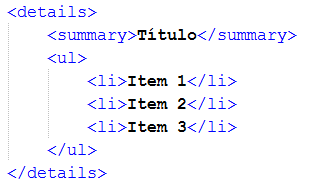 <details>
<summary>Título</summary>
<ul>
<li>Item 1</li>
<li>Item 2</li>
<li>Item 3</li>
</ul>
</details>